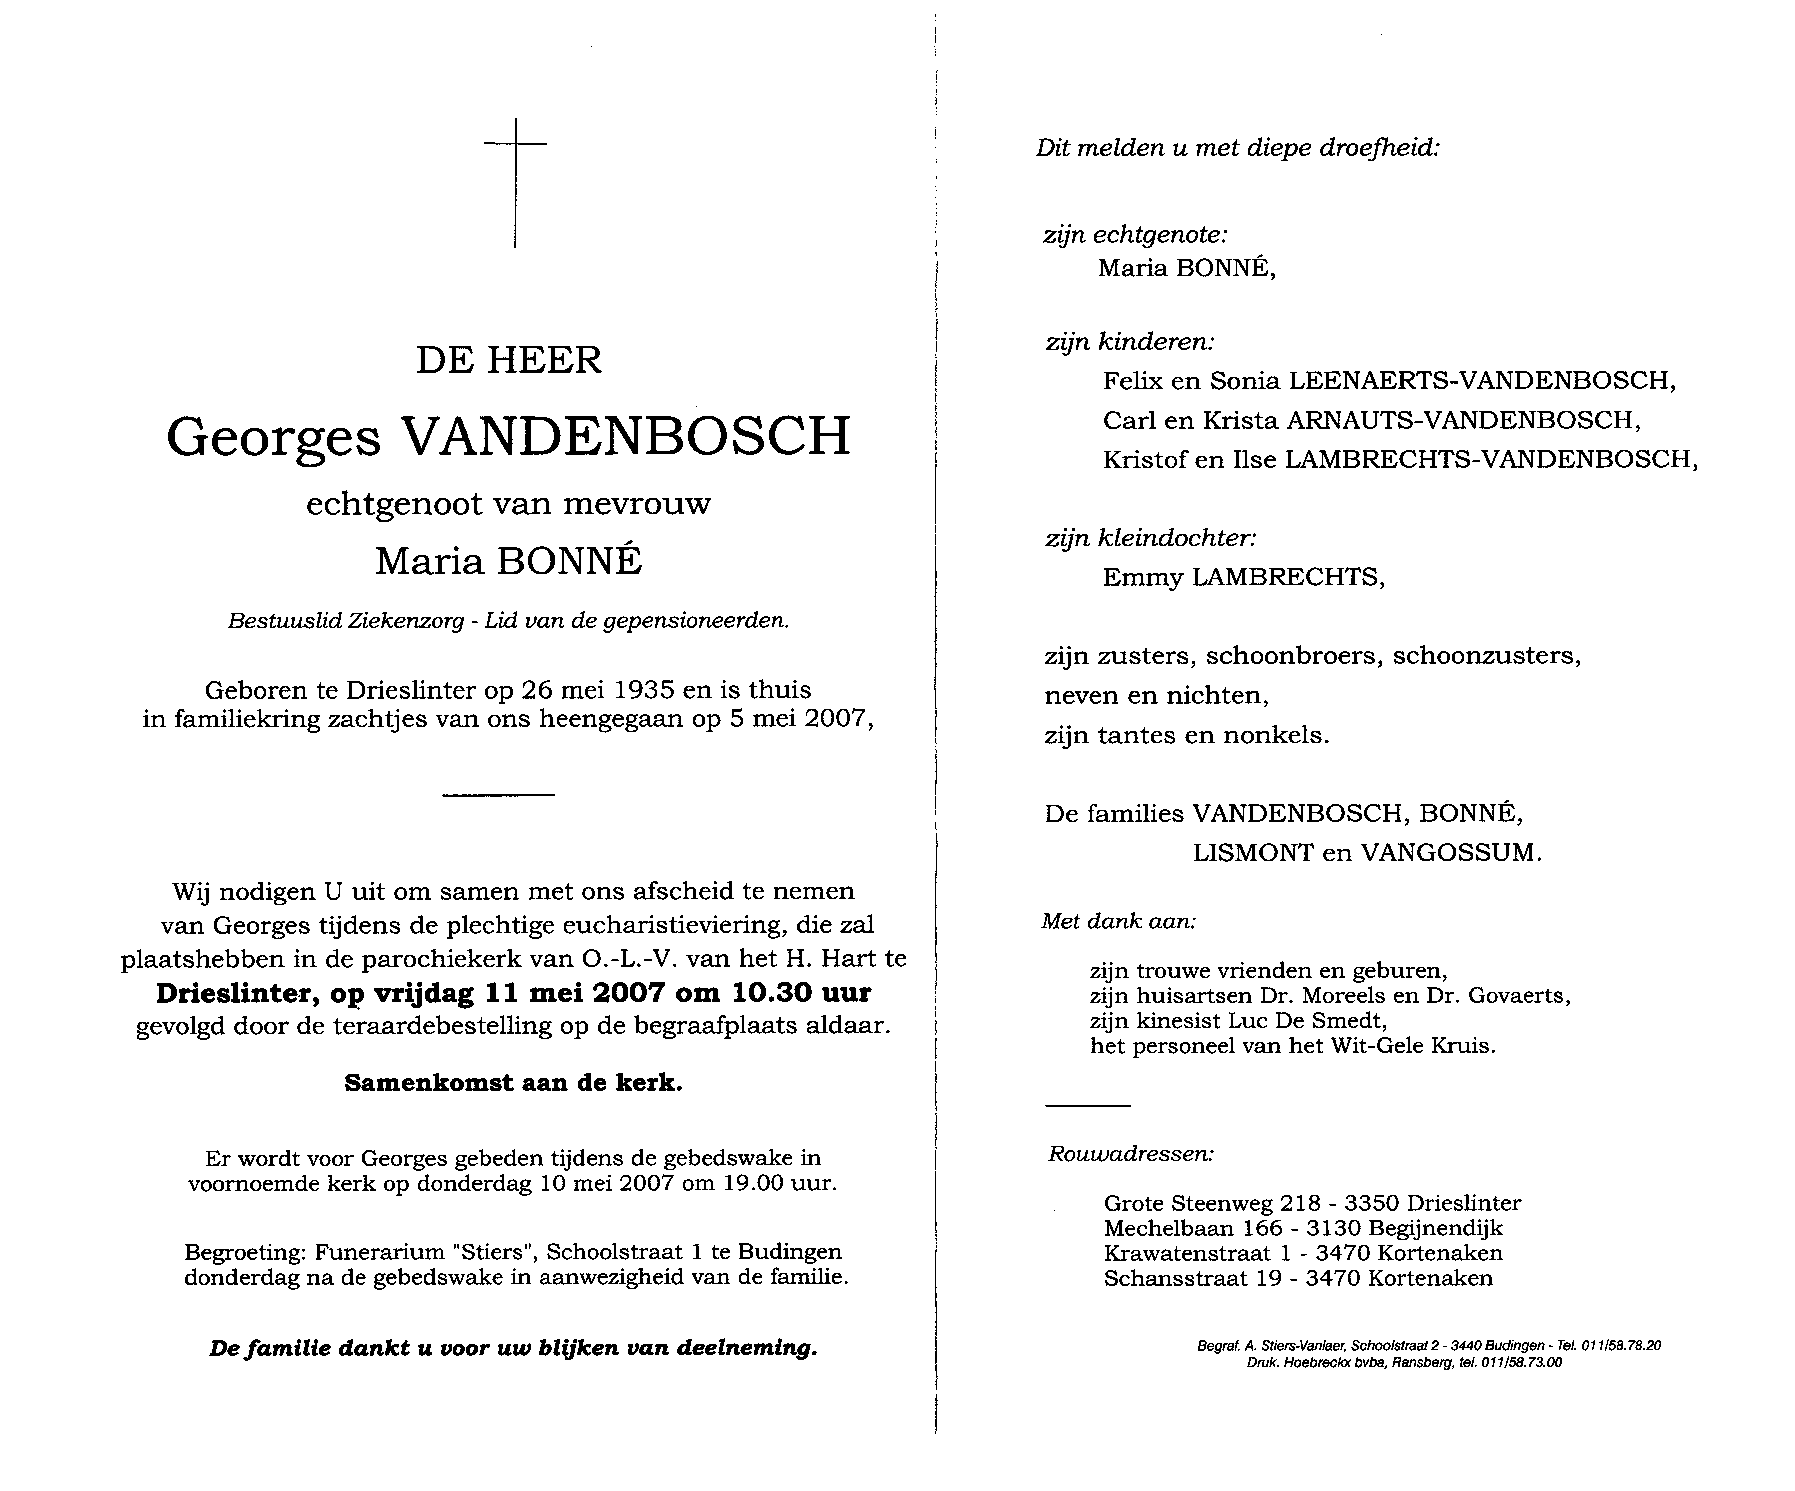 DE HEER
Georges VANDENBOSCH
echtgenoot van mevrouw
Maria BONNÉ
Bestuuslid Ziekenzorg - Lid van de gepensioneerden.
Geboren te Drieslinter op 26 mei 1935 en is thuis
in familiekring zachtjes van ons heengegaan op 5 mei 2007,
Wij nodigen U uit om samen met ons afscheid te nemen
van Georges tijdens de plechtige eucharistieviering, die zal
plaatshebben in de parochiekerk van O.-L.-V. van het H. Hart te
Drieslinter, op vrijdag 11 mei 2007 om 10.30 uur
gevolgd door de teraardebestelling op de begraafplaats aldaar.
Samenkomst aan de kerk.
Er wordt voor Georges gebeden tijdens de gebedswake in
voornoemde kerk op donderdag 10 mei 2007 om 19.00 uur.
Begroeting: Funerarium "Stiers", Schoolstraat 1 te Budingen
donderdag na de gebedswake in aanwezigheid van de familie.
De familie dankt u voor uw blijken van deelneming.
Dit melden u met diepe droefheid:
zijn echtgenote:
Maria BONNÉ,
zijn kinderen:
Felix en Sonia LEENAERTS-VANDENBOSCH,
Carl en Krista ARNAUTS-VANDENBOSCH,
Kristof en Ilse LAMBRECHTS-VANDENBOSCH,
zijn kleindochter:
Emmy LAMBRECHTS,
zijn zusters, schoonbroers, schoonzusters,
neven en nichten,
zijn tantes en nonkels.
De families VANDENBOSCH, BONNÉ,
LISMONT en VANGOSSUM.
Met dank aan:
zijn trouwe vrienden en geburen,
zijn huisartsen Dr. Moreels en Dr. Govaerts,
zijn kinesist Luc De Smedt,
het personeel van het Wit-Gele Kruis.
Rouwadressen:
Grote Steenweg 218 - 3350 Drieslinter
Mechelbaan 166 - 3130 Begijnendijk
Krawatenstraat 1 - 3470 Kortenaken
Schansstraat 19 - 3470 Kortenaken
Begraf. A. Stiers-Vanlaer, Schoolstraat 2 - 3440 Budingen - Tel. 011/58.78.20
Druk. Hoebreckx bvba, Ransberg, tel. 011/58.73.00